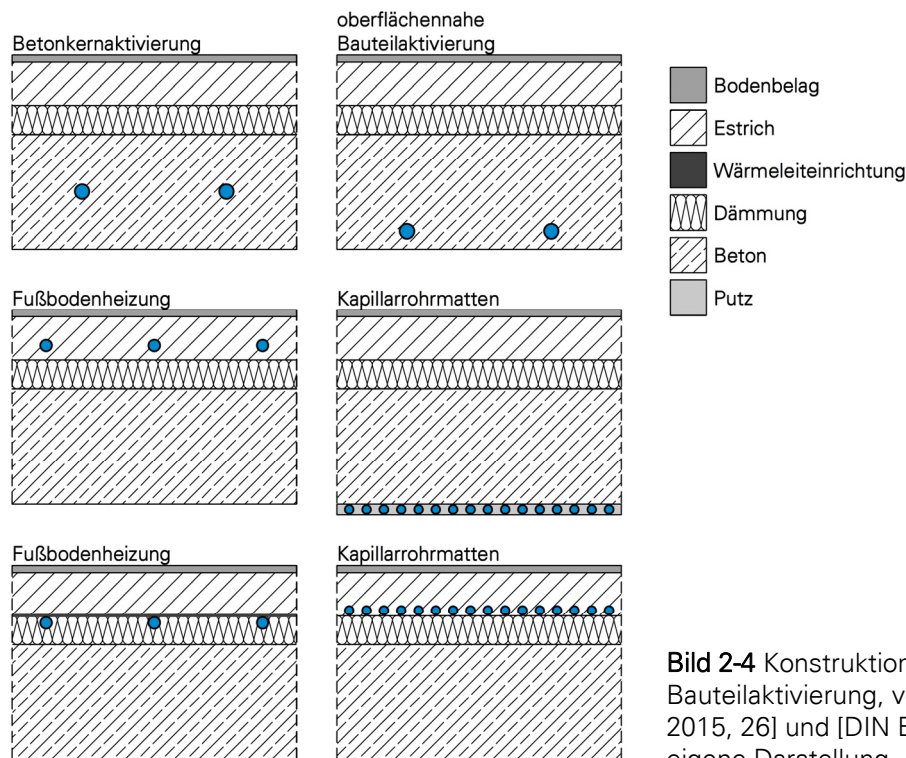 Betonkernaktivierung
oberflächennahe
Bauteilaktivierung
Fußbodenheizung
Kapillarrohrmatten
Fußbodenheizung
Kapillarrohrmatten
Bodenbelag
Estrich
Wärmeleiteinrichtung
Dämmung
Beton
Putz
Bild 2-4 Konstruktion
Bauteilaktivierung, v
2015, 26] und [DIN E
eigene Darstellung